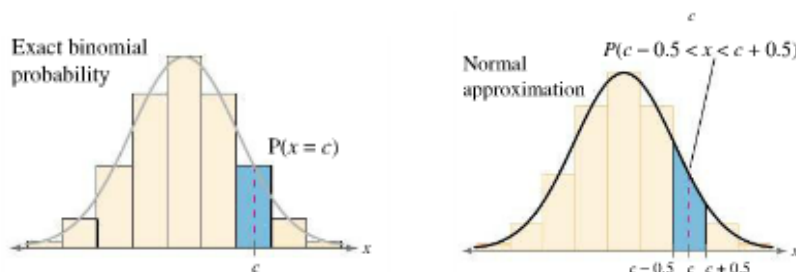 Exact binomial
probability
P(x = c)
x
c
c
P(c − 0.5 < x < c + 0.5)
Normal
approximation
x
c − 0.5 c c + 0.5